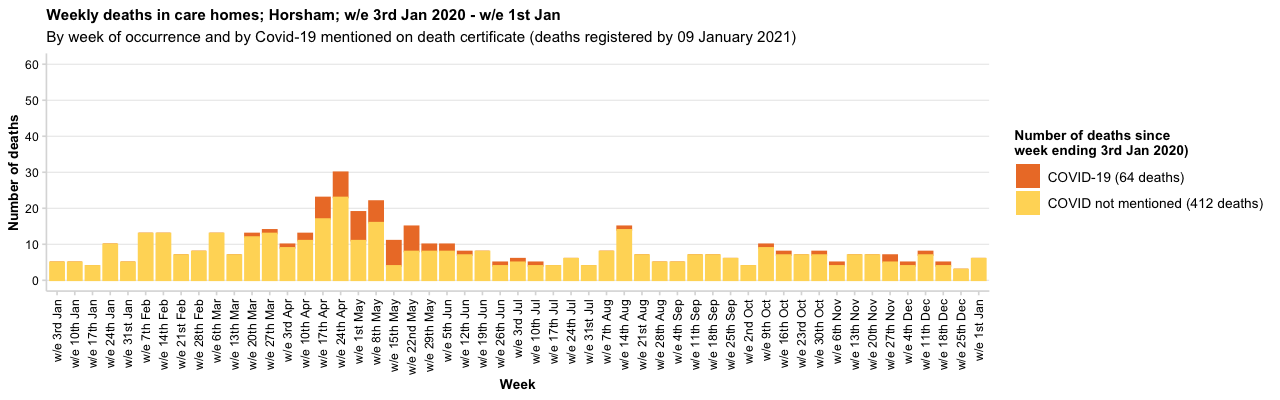 Weekly deaths in care homes; Horsham; w/e 3rd Jan 2020 - w/e 1st Jan
By week of occurrence and by Covid-19 mentioned on death certificate (deaths registered by 09 January 2021)
Number of deaths
60
50
40
30
20
10
0
w/e 3rd Jan
w/e 10th Jan
w/e 17th Jan
w/e 24th Jan
w/e 31st Jan
w/e 7th Feb
w/e 14th Feb
w/e 21st Feb
w/e 28th Feb
w/e 6th Mar
w/e 13th Mar
w/e 20th Mar
w/e 27th Mar
w/e 3rd Apr
w/e 10th Apr
w/e 17th Apr
w/e 24th Apr
w/e 1st May
w/e 8th May
w/e 15th May
w/e 22nd May
w/e 29th May
w/e 5th Jun
w/e 12th Jun
w/e 19th Jun
w/e 26th Jun
w/e 3rd Jul
w/e 10th Jul
w/e 17th Jul
w/e 24th Jul
w/e 31st Jul
w/e 7th Aug
w/e 14th Aug
w/e 21st Aug
w/e 28th Aug
w/e 4th Sep
w/e 11th Sep
w/e 18th Sep
w/e 25th Sep
w/e 2nd Oct
w/e 9th Oct
w/e 16th Oct
w/e 23rd Oct
w/e 30th Oct
w/e 6th Nov
w/e 13th Nov
w/e 20th Nov
w/e 27th Nov
w/e 4th Dec
w/e 11th Dec
w/e 18th Dec
w/e 25th Dec
w/e 1st Jan
Week
Number of deaths since
week ending 3rd Jan 2020)
COVID-19 (64 deaths)
COVID not mentioned (412 deaths)